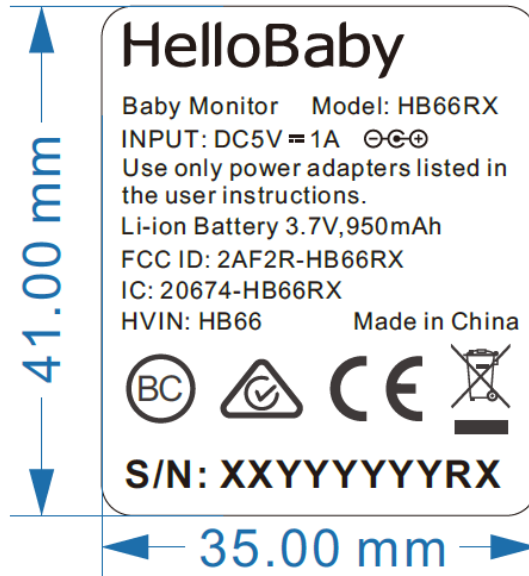 HelloBaby
Baby Monitor Model: HB66RX
INPUT: DC5V ⎓ 1A
Use only power adapters listed in
the user instructions.
Li-ion Battery 3.7V,950mAh
FCC ID: 2AF2R-HB66RX
IC: 20674-HB66RX
HVIN: HB66 Made in China
BC CE
S/N: XXYYYYYYRX
41.00 mm
35.00 mm